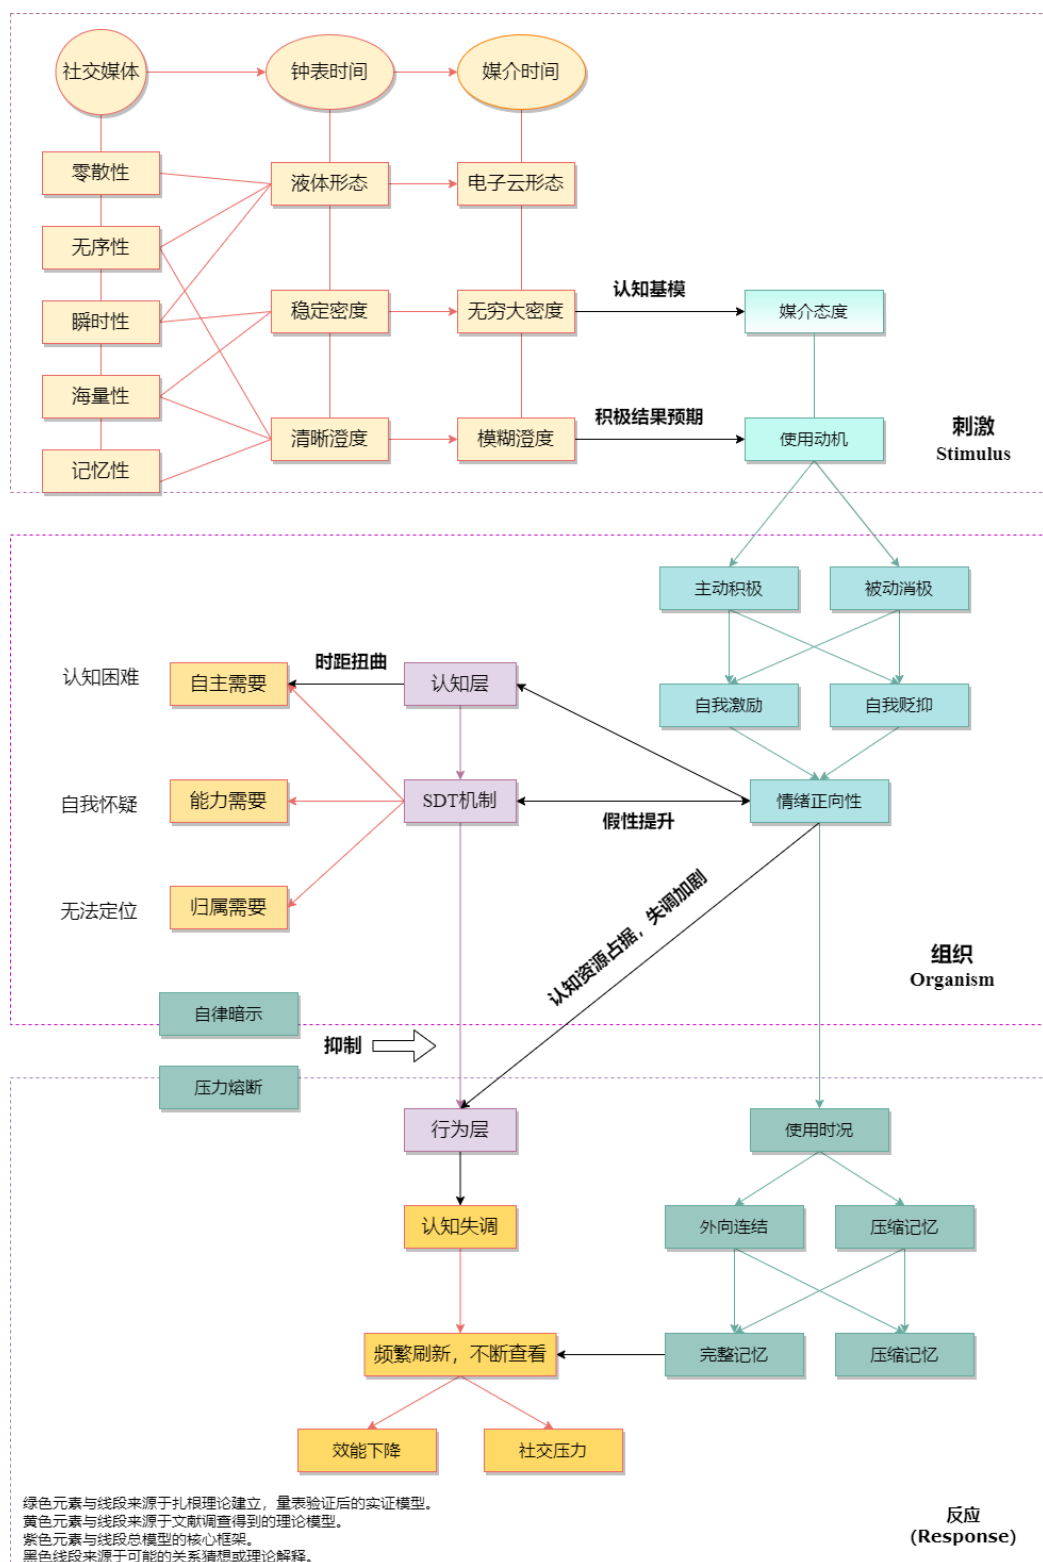 社交媒体
钟表时间
媒介时间
零散性
液体形态
电子云形态
无序性
认知基模
瞬时性
稳定密度
无穷大密度
媒介态度
海量性
积极结果预期
清晰澄度
模糊澄度
使用动机
记忆性
刺激
Stimulus
主动积极
被动消极
时距扭曲
认知困难
自主需要
认知层
自我激励
自我贬抑
自我怀疑
能力需要
SDT机制
情绪正向性
假性提升
无法定位
归属需要
认知资源占据，失调加剧
组织
Organism
自律暗示
抑制
压力熔断
行为层
使用时况
认知失调
外向连结
压缩记忆
频繁刷新，不断查看
完整记忆
压缩记忆
效能下降
社交压力
绿色元素与线段来源于扎根理论建立，量表验证后的实证模型。
黄色元素与线段来源于文献调查得到的理论模型。
紫色元素与线段总模型的核心框架。
黑色线段来源于可能的关系猜想或理论解释。
反应
(Response)